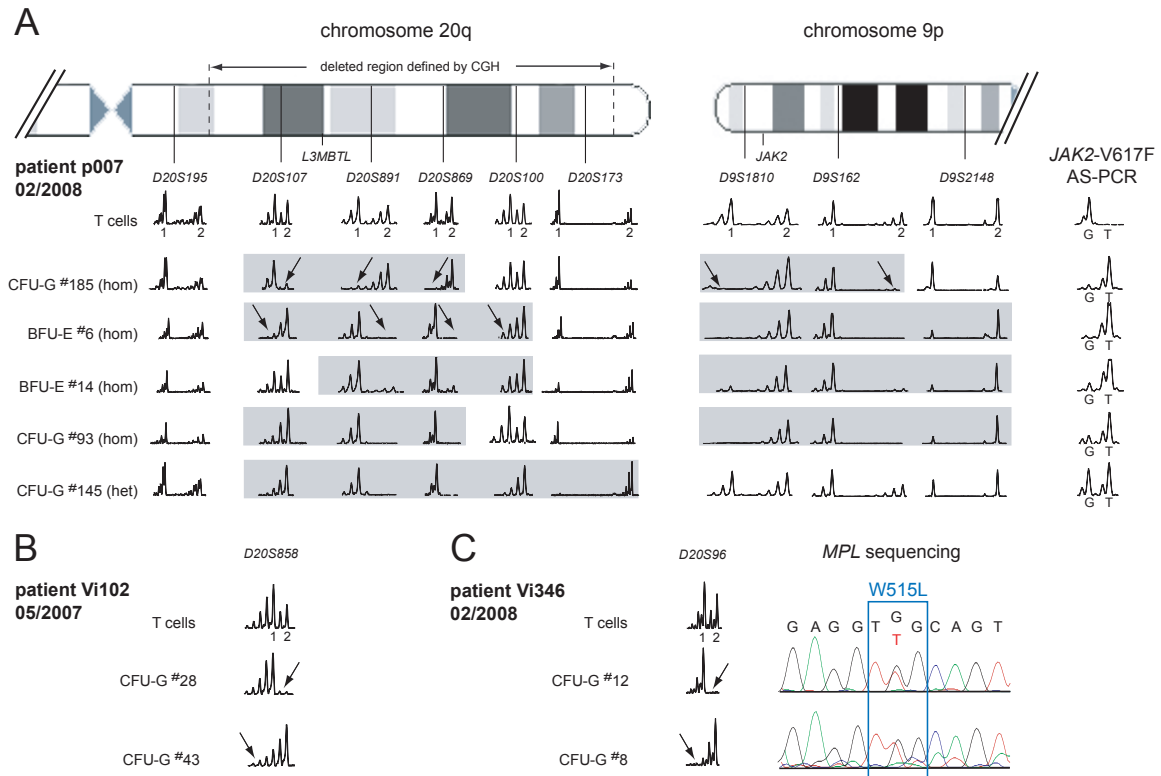 A
chromosome 20q
chromosome 9p
deleted region defined by CGH
L3MBTL
JAK2
patient p007
02/2008
D20S195
D20S107
D20S891
D20S869
D20S100
D20S173
D9S1810
D9S162
D9S2148
JAK2-V617F
AS-PCR
T cells
1 2 1 2 1 2 1 2 1 2 1 2 1 2 1 2 1 2 G T
CFU-G #185 (hom)
G T
BFU-E #6 (hom)
G T
BFU-E #14 (hom)
G T
CFU-G #93 (hom)
G T
CFU-G #145 (het)
G T
B
D20S858
patient Vi102
05/2007
T cells
1 2
CFU-G #28
CFU-G #43
C
D20S96
MPL sequencing
patient Vi346
02/2008
W515L
T cells
1 2
G
G A G G T G C A G T
T
CFU-G #12
CFU-G #8